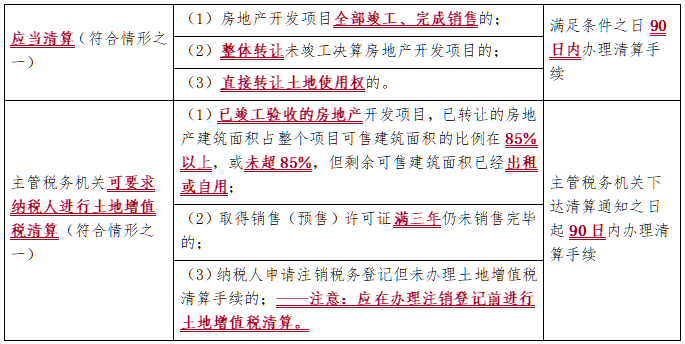 应当清算（符合情形之
一）
（1）房地产开发项目全部竣工、完成销售的；
（2）整体转让未竣工决算房地产开发项目的；
（3）直接转让土地使用权的。
满足条件之日 90
日内办理清算手
续
主管税务机关可要求
纳税人进行土地增值
税清算（符合情形之
一）
（1）已竣工验收的房地产开发项目，已转让的房地
产建筑面积占整个项目可售建筑面积的比例在 85%
以上，或未超 85%，但剩余可售建筑面积已经出租
或自用；
（2）取得销售（预售）许可证满三年仍未销售完毕
的；
（3）纳税人申请注销税务登记但未办理土地增值税
清算手续的；——注意：应在办理注销登记前进行
土地增值税清算。
主管税务机关下
达清算通知之日
起 90 日内办理清
算手续